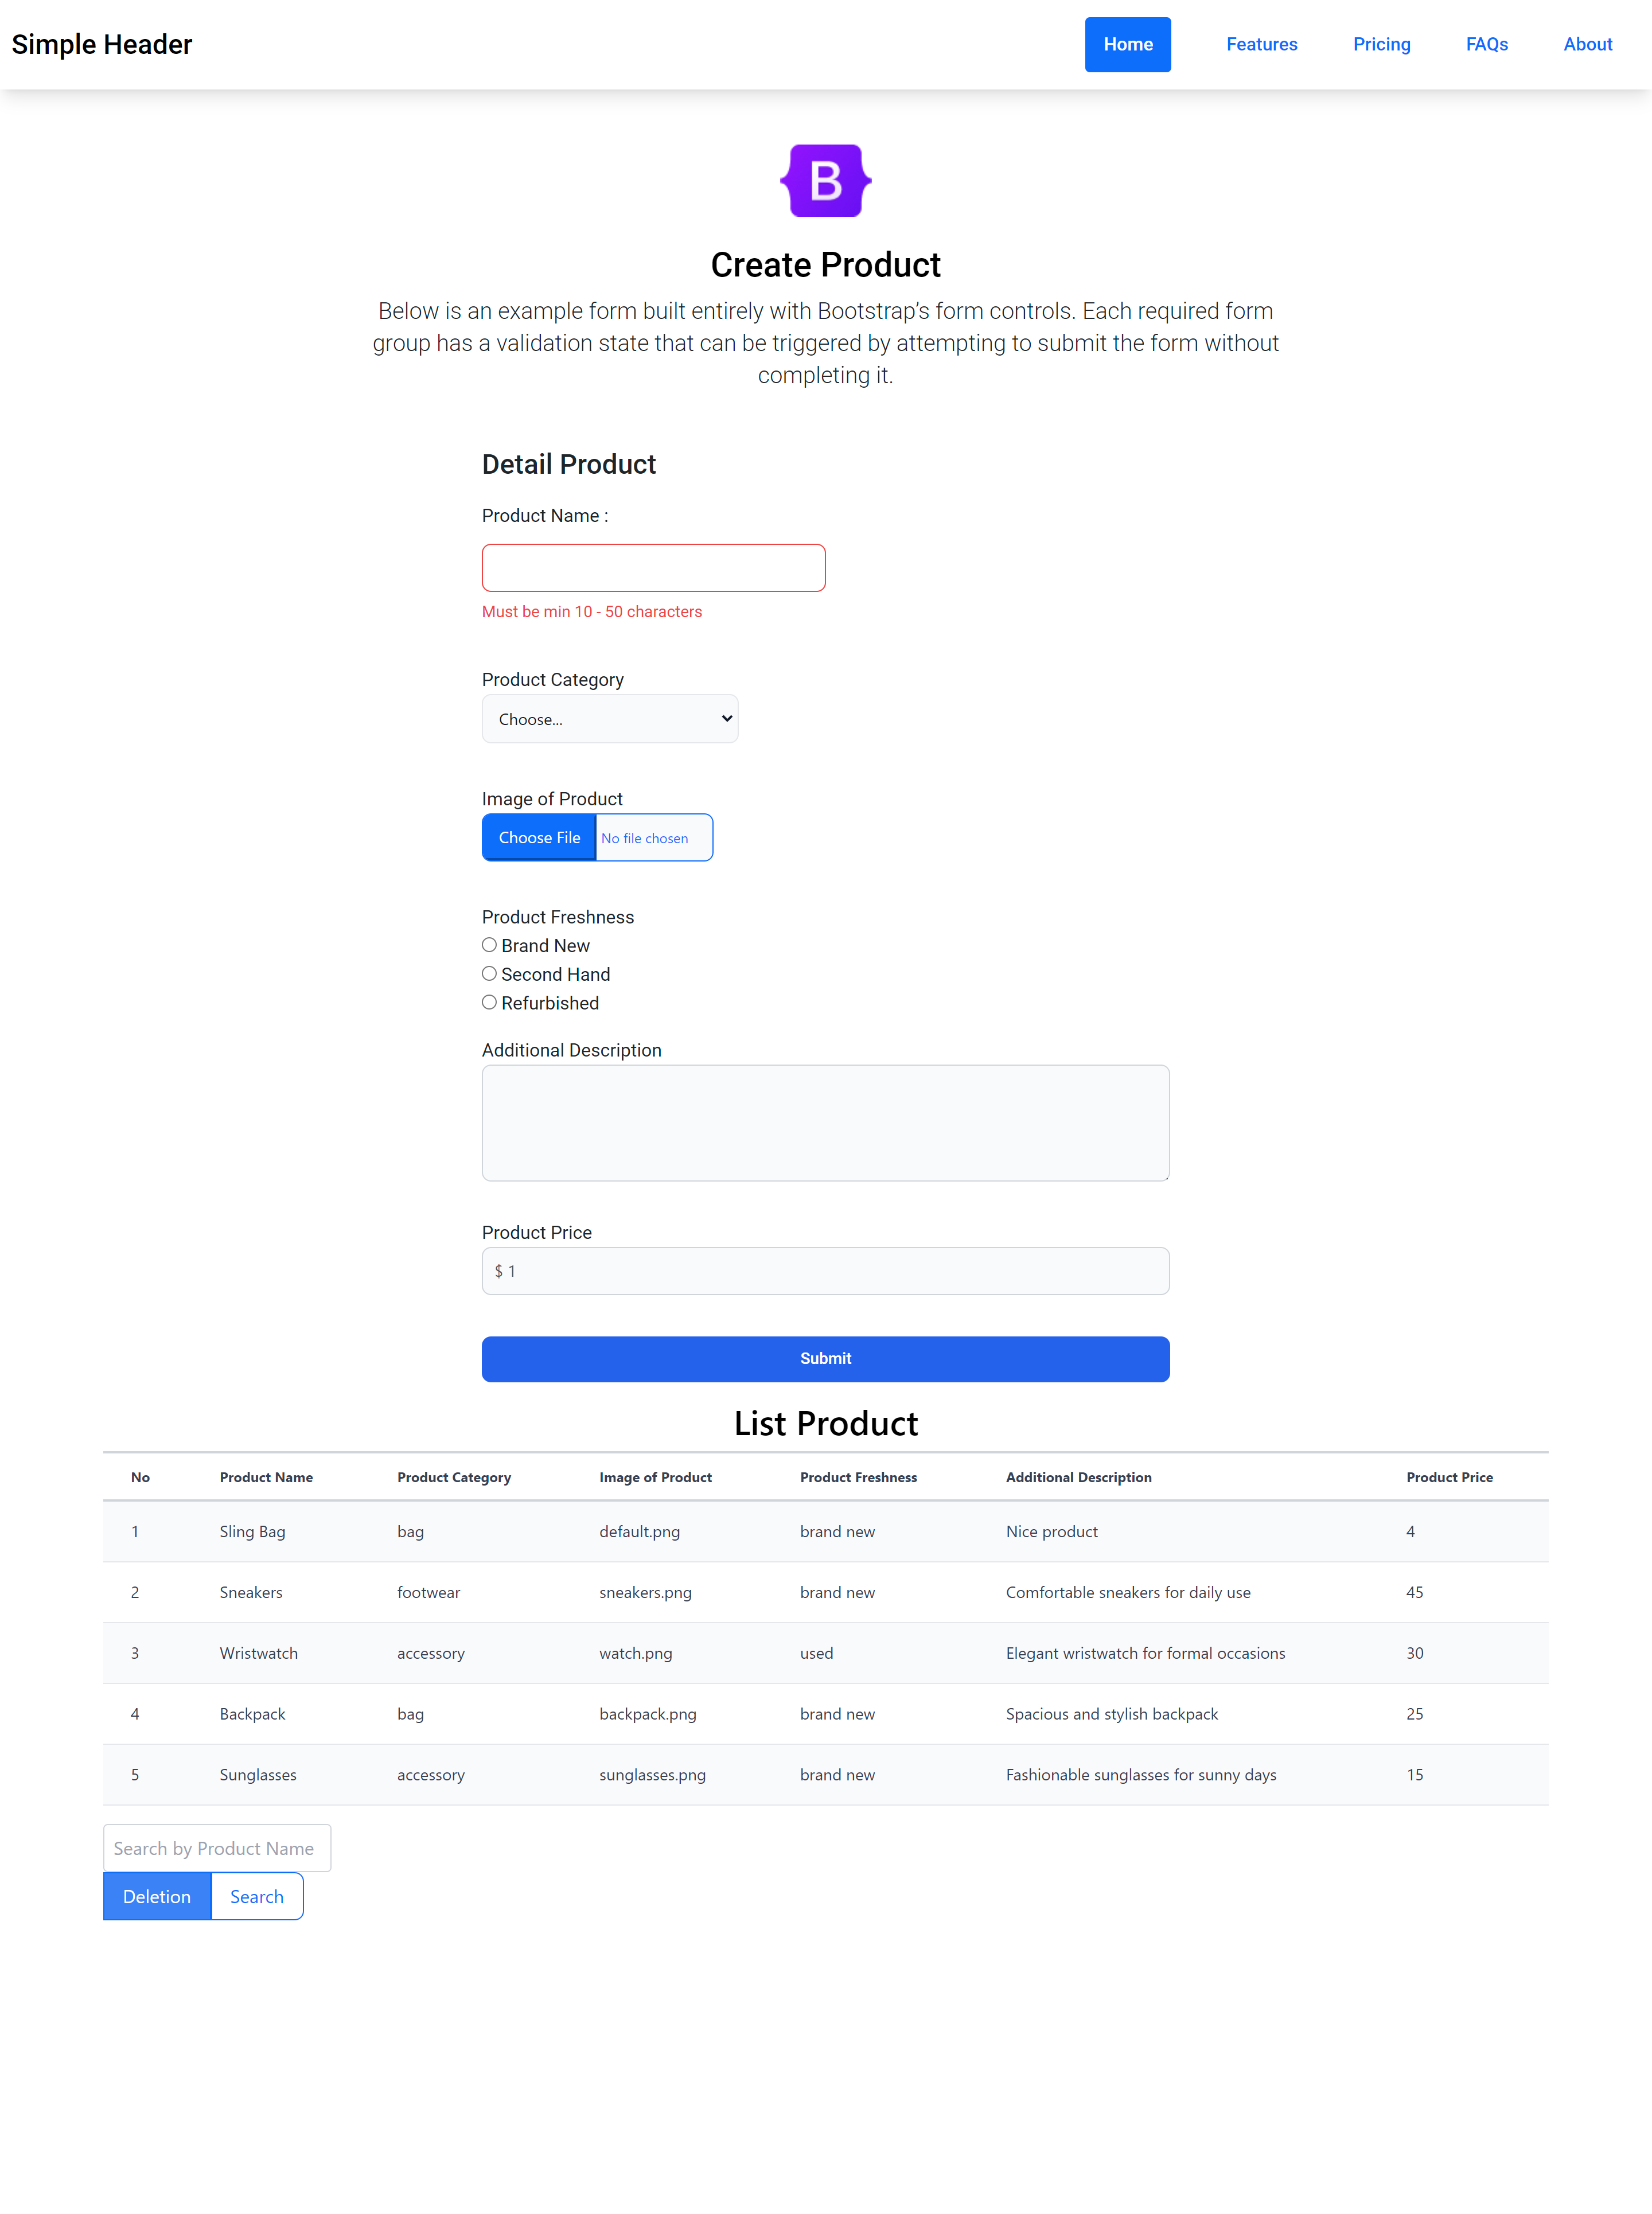 Simple Header
Home Features Pricing FAQs About
B
Create Product
Below is an example form built entirely with Bootstrap’s form controls. Each required form
group has a validation state that can be triggered by attempting to submit the form without
completing it.
Detail Product
Product Name :
Must be min 10 - 50 characters
Product Category
Choose...
Image of Product
Choose File No file chosen
Product Freshness
Brand New
Second Hand
Refurbished
Additional Description
Product Price
$ 1
Submit
List Product
No Product Name Product Category Image of Product Product Freshness Additional Description Product Price
1 Sling Bag bag default.png brand new Nice product 4
2 Sneakers footwear sneakers.png brand new Comfortable sneakers for daily use 45
3 Wristwatch accessory watch.png used Elegant wristwatch for formal occasions 30
4 Backpack bag backpack.png brand new Spacious and stylish backpack 25
5 Sunglasses accessory sunglasses.png brand new Fashionable sunglasses for sunny days 15
Search by Product Name
Deletion Search